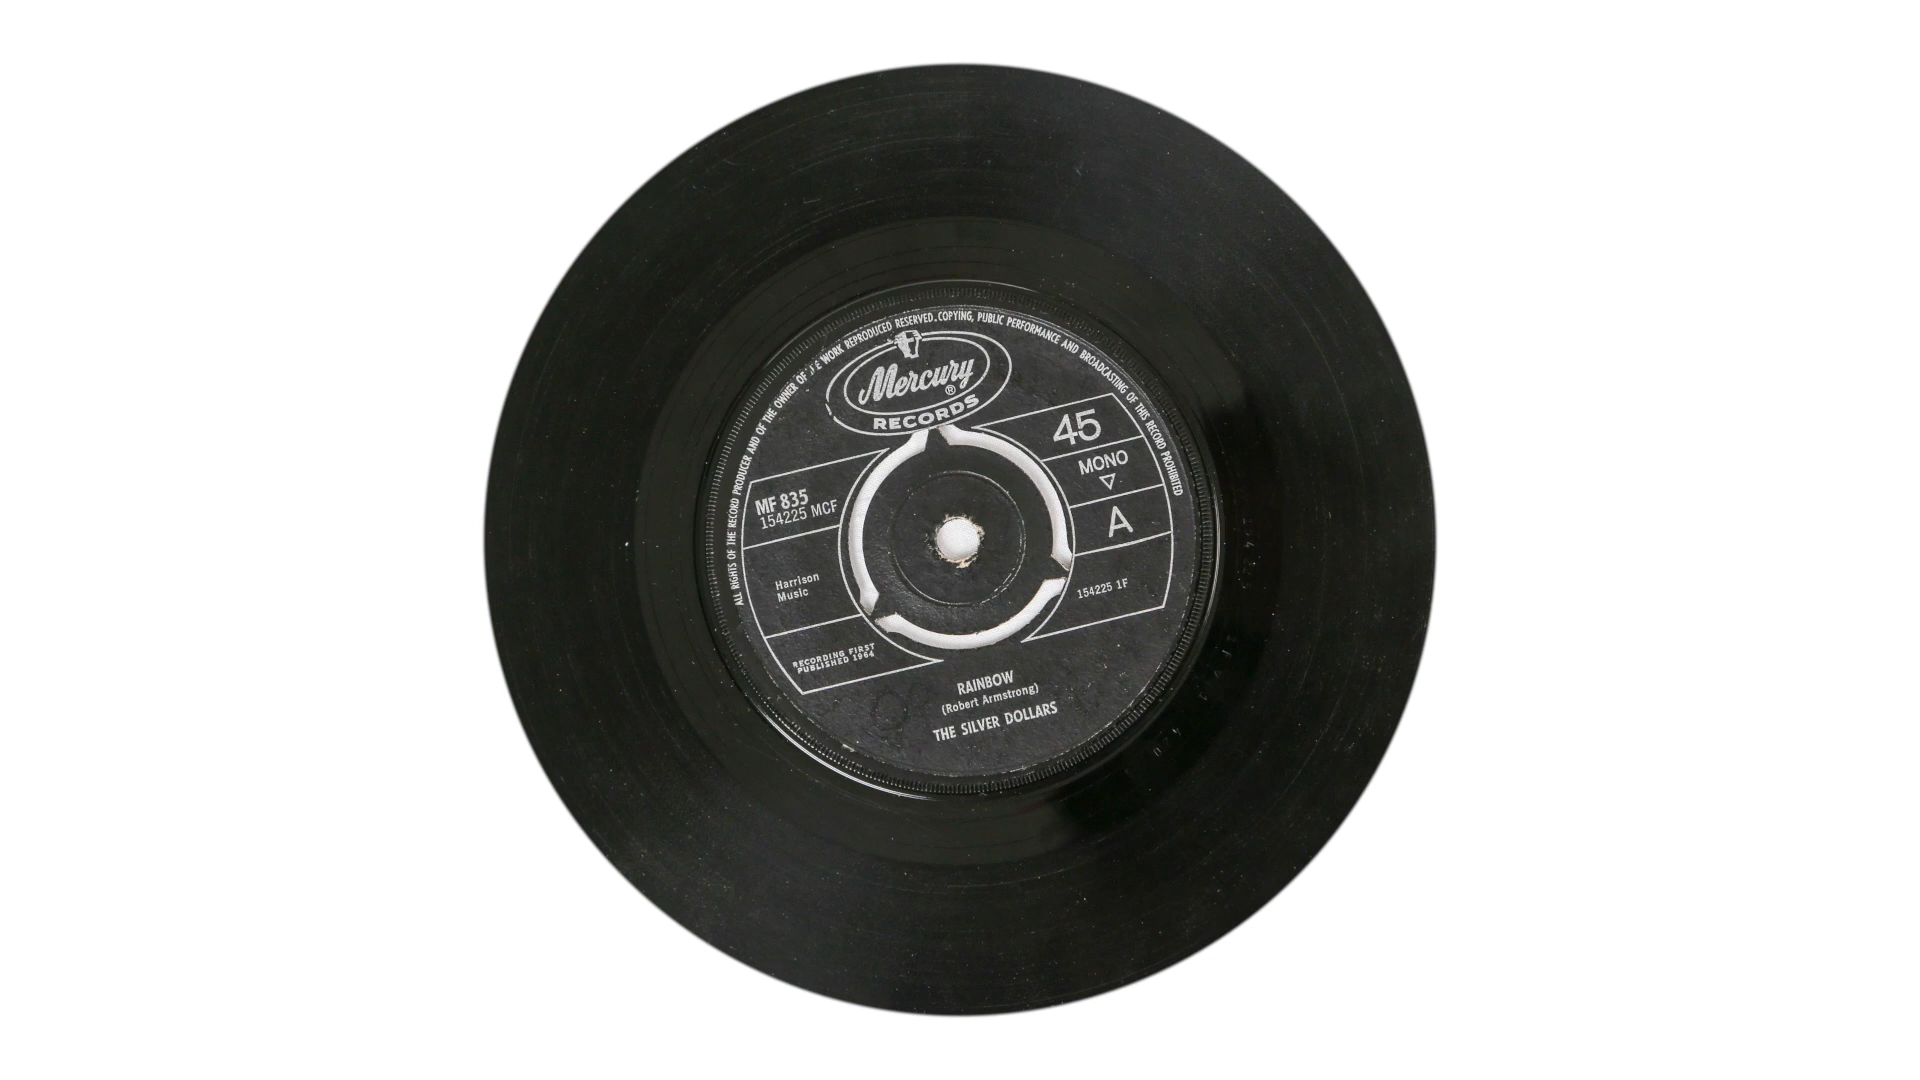 ALL RIGHTS OF THE RECORD PRODUCER AND OF THE OWNER OF WORK REPRODUCED RESERVED. COPYING, PUBLIC PERFORMANCE AND BROADCASTING OF THIS RECORD PROHIBITED
Mercury ®
RECORDS
45
MONO
A
154225 1F
MF 835
154225 MCF
Harrison
Music
RECORDING FIRST
PUBLISHED 1964
RAINBOW
(Robert Armstrong)
THE SILVER DOLLARS